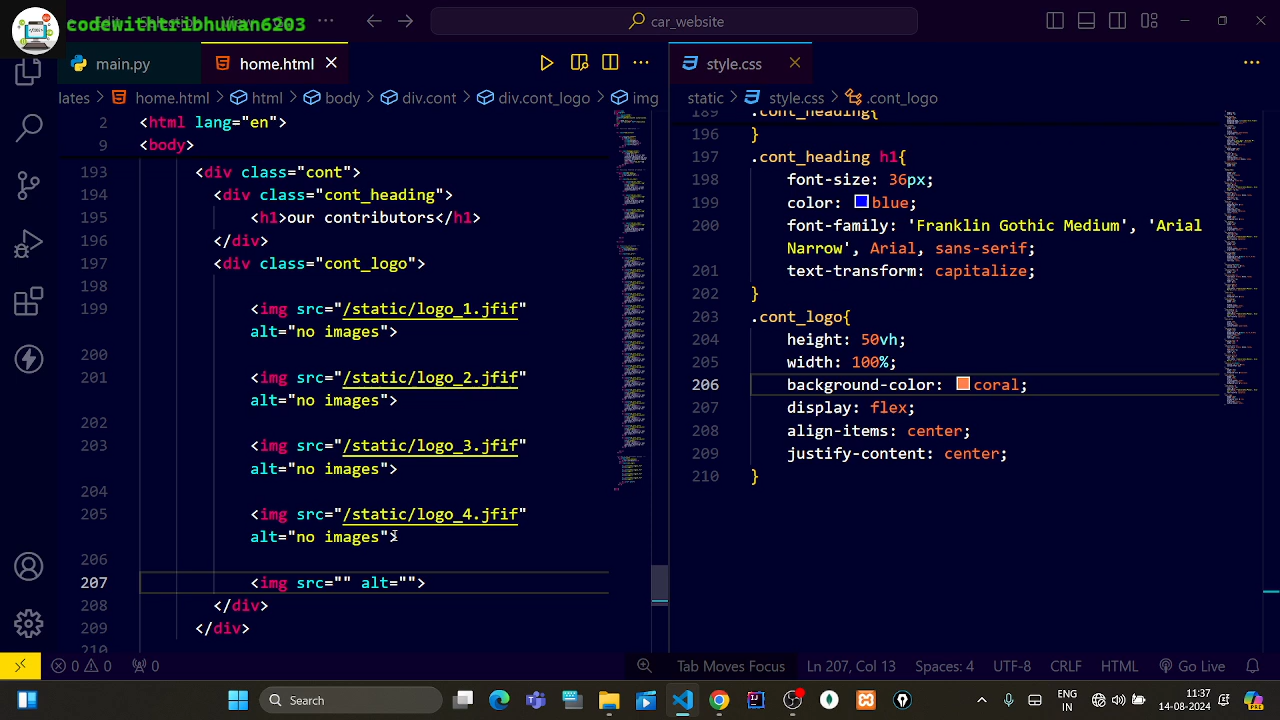 codewithtribhuwan6203
car_website
main.py
home.html
style.css
lates
home.html
html
body
div.cont
div.cont_logo
img
static
style.css
.cont_logo
2 <html lang="en">
9 <body>
193 <div class="cont">
194 <div class="cont_heading">
195 <h1>our contributors</h1>
196 </div>
197 <div class="cont_logo">
198
199 <img src="/static/logo_1.jfif"
alt="no images">
200
201 <img src="/static/logo_2.jfif"
alt="no images">
202
203 <img src="/static/logo_3.jfif"
alt="no images">
204
205 <img src="/static/logo_4.jfif"
alt="no images">
206
207 <img src="" alt="">
208 </div>
209 </div>
210
189 .cont_heading{
196 }
197 .cont_heading h1{
198 font-size: 36px;
199 color: blue;
200 font-family: 'Franklin Gothic Medium', 'Arial
Narrow', Arial, sans-serif;
201 text-transform: capitalize;
202 }
203 .cont_logo{
204 height: 50vh;
205 width: 100%;
206 background-color: coral;
207 display: flex;
208 align-items: center;
209 justify-content: center;
210 }
0 0 0
Tab Moves Focus
Ln 207, Col 13
Spaces: 4
UTF-8
CRLF
HTML
Go Live
Search
ENG
IN
11:37
14-08-2024